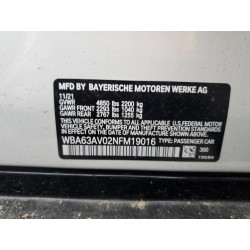 MFD BY BAYERISCHE MOTOREN WERKE AG
11/21
GVWR 4850 lbs 2200 kg
GAWR FRONT 2293 lbs 1040 kg
GAWR REAR 2767 lbs 1255 kg
THIS VEHICLE CONFORMS TO ALL APPLICABLE U.S. FEDERAL MOTOR
VEHICLE SAFETY, BUMPER, AND THEFT PREVENTION STANDARDS
IN EFFECT ON THE DATE OF MANUFACTURE SHOWN ABOVE.
WBA63AV02NFM19016 TYPE: PASSENGER CAR
300